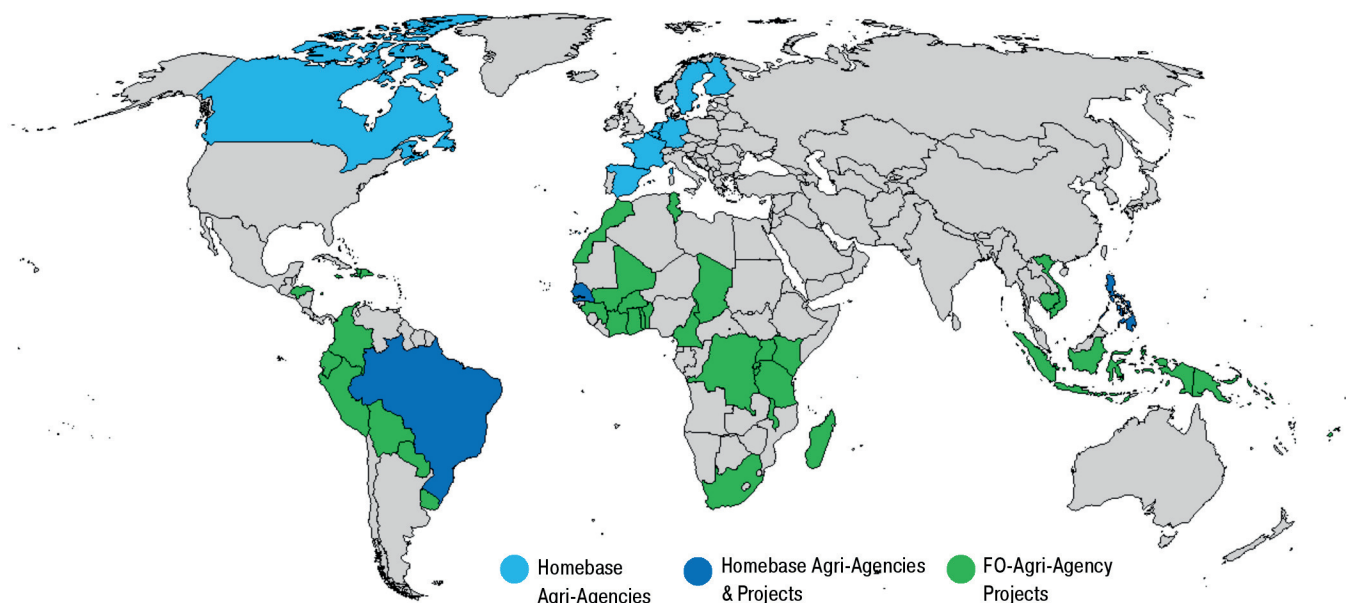 Homebase
Agri-Agencies
Homebase Agri-Agencies
& Projects
FO-Agri-Agency
Projects